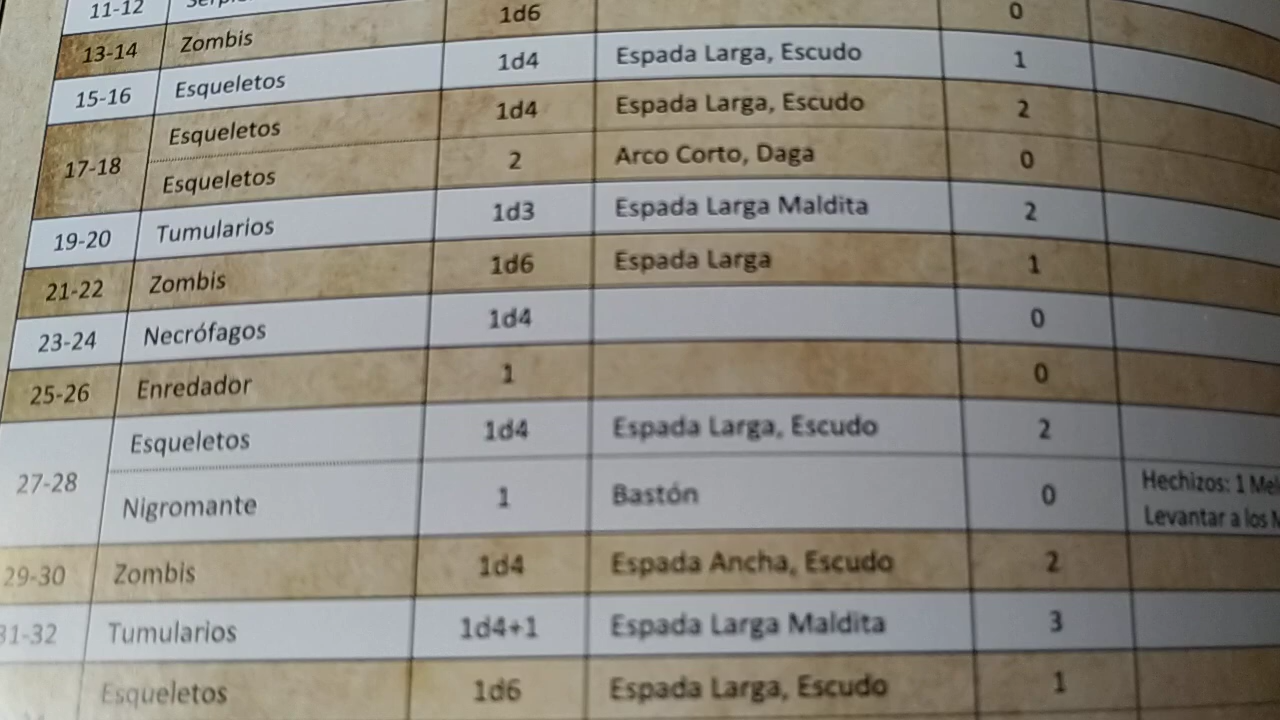 11-12
1d6 0
13-14 Zombis
1d4 Espada Larga, Escudo 1
15-16 Esqueletos
Esqueletos 1d4 Espada Larga, Escudo 2
17-18
Esqueletos 2 Arco Corto, Daga 0
19-20 Tumularios 1d3 Espada Larga Maldita 2
21-22 Zombis 1d6 Espada Larga 1
23-24 Necrófagos 1d4 0
25-26 Enredador 1 0
Esqueletos 1d4 Espada Larga, Escudo 2
27-28
Nigromante 1 Bastón 0 Hechizos: 1
Levantar a los
29-30 Zombis 1d4 Espada Ancha, Escudo 2
31-32 Tumularios 1d4+1 Espada Larga Maldita 3
Esqueletos 1d6 Espada Larga, Escudo 1